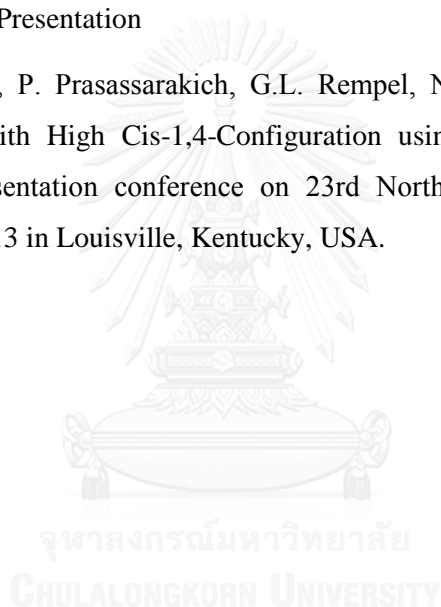 Presentation
, P. Prasassarakich, G.L. Rempel, N
ith High Cis-1,4-Configuration usin
sentation conference on 23rd North
13 in Louisville, Kentucky, USA.
จุฬาลงกรณ์มหาวิทยาลัย
CHULALONGKORN UNIVERSITY